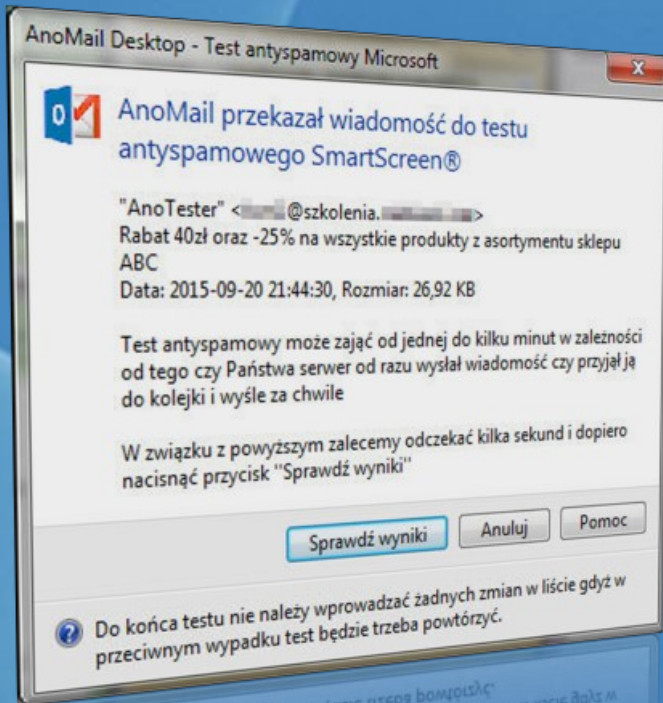 AnoMail Desktop - Test antyspamowy Microsoft
AnoMail przekazał wiadomość do testu
antyspamowego SmartScreen®
"AnoTester" < @szkolenia. >
Rabat 40zł oraz -25% na wszystkie produkty z asortymentu sklepu
ABC
Data: 2015-09-20 21:44:30, Rozmiar: 26,92 KB
Test antyspamowy może zająć od jednej do kilku minut w zależności
od tego czy Państwa serwer od razu wysłał wiadomość czy przyjął ją
do kolejki i wyśle za chwile
W związku z powyższym zalecemy odczekać kilka sekund i dopiero
nacisnąć przycisk "Sprawdź wyniki"
Sprawdź wyniki Anuluj Pomoc
Do końca testu nie należy wprowadzać żadnych zmian w liście gdyż w
przeciwnym wypadku test będzie trzeba powtórzyć.